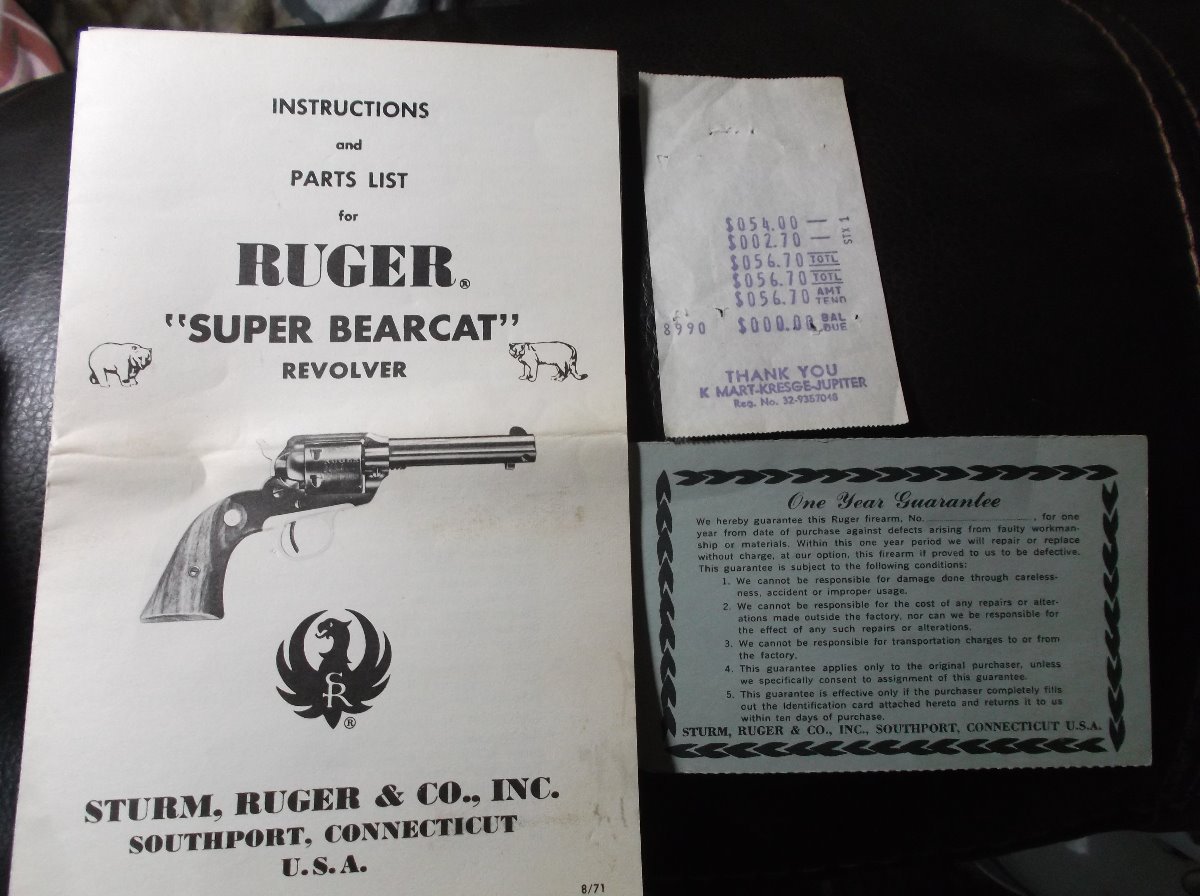 INSTRUCTIONS
and
PARTS LIST
for
RUGER®
"SUPER BEARCAT"
REVOLVER
SR
®
STURM, RUGER & CO., INC.
SOUTHPORT, CONNECTICUT
U.S.A.
8/71
$054.00 —
$002.70 — STX 1
$056.70 TOTL
$056.70 TOTL
$056.70 AMT TEND
8990 $000.00 BAL DUE
THANK YOU
K MART-KRESGE-JUPITER
Reg. No. 32-9357048
One Year Guarantee
We hereby guarantee this Ruger firearm, No. , for one
year from date of purchase against defects arising from faulty workman-
ship or materials. Within this one year period we will repair or replace
without charge, at our option, this firearm if proved to us to be defective.
This guarantee is subject to the following conditions:
1. We cannot be responsible for damage done through careless-
ness, accident or improper usage.
2. We cannot be responsible for the cost of any repairs or alter-
ations made outside the factory, nor can we be responsible for
the effect of any such repairs or alterations.
3. We cannot be responsible for transportation charges to or from
the factory.
4. This guarantee applies only to the original purchaser, unless
we specifically consent to assignment of this guarantee.
5. This guarantee is effective only if the purchaser completely fills
out the Identification card attached hereto and returns it to us
within ten days of purchase.
STURM, RUGER & CO., INC., SOUTHPORT, CONNECTICUT U.S.A.